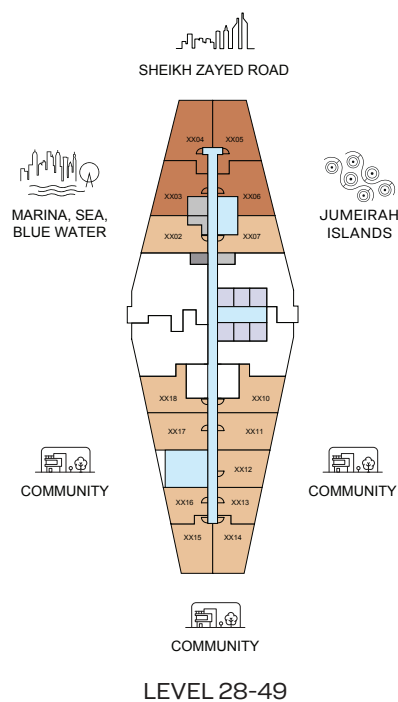 SHEIKH ZAYED ROAD
XX04
XX05
MARINA, SEA,
BLUE WATER
XX03
XX06
JUMEIRAH
ISLANDS
XX02
XX07
XX18
XX10
XX17
XX11
COMMUNITY
XX12
COMMUNITY
XX16
XX13
XX15
XX14
COMMUNITY
LEVEL 28-49